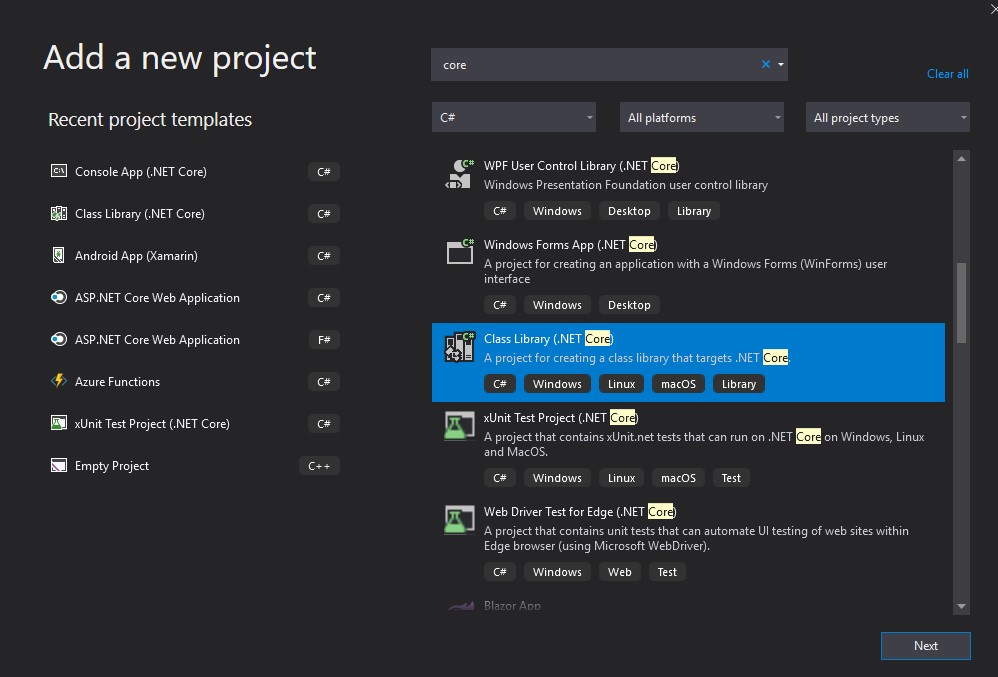 Add a new project
core
Clear all
C#
All platforms
All project types
Recent project templates
Console App (.NET Core)
C#
Class Library (.NET Core)
C#
Android App (Xamarin)
C#
ASP.NET Core Web Application
C#
ASP.NET Core Web Application
F#
Azure Functions
C#
xUnit Test Project (.NET Core)
C#
Empty Project
C++
WPF User Control Library (.NET Core)
Windows Presentation Foundation user control library
C# Windows Desktop Library
Windows Forms App (.NET Core)
A project for creating an application with a Windows Forms (WinForms) user
interface
C# Windows Desktop
Class Library (.NET Core)
A project for creating a class library that targets .NET Core.
C# Windows Linux macOS Library
xUnit Test Project (.NET Core)
A project that contains xUnit.net tests that can run on .NET Core on Windows, Linux
and MacOS.
C# Windows Linux macOS Test
Web Driver Test for Edge (.NET Core)
A project that contains unit tests that can automate UI testing of web sites within
Edge browser (using Microsoft WebDriver).
C# Windows Web Test
Blazor App
Next